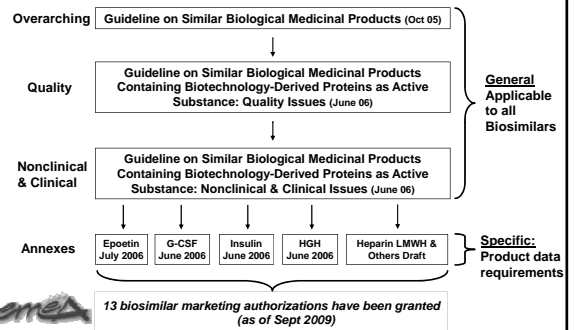 Overarching
Guideline on Similar Biological Medicinal Products (Oct 05)
Quality
Guideline on Similar Biological Medicinal Products
Containing Biotechnology-Derived Proteins as Active
Substance: Quality Issues (June 06)
General
Applicable
to all
Biosimilars
Nonclinical
& Clinical
Guideline on Similar Biological Medicinal Products
Containing Biotechnology-Derived Proteins as Active
Substance: Nonclinical & Clinical Issues (June 06)
Annexes
Epoetin
July 2006
G-CSF
June 2006
Insulin
June 2006
HGH
June 2006
Heparin LMWH &
Others Draft
Specific:
Product data
requirements
emea
13 biosimilar marketing authorizations have been granted
(as of Sept 2009)